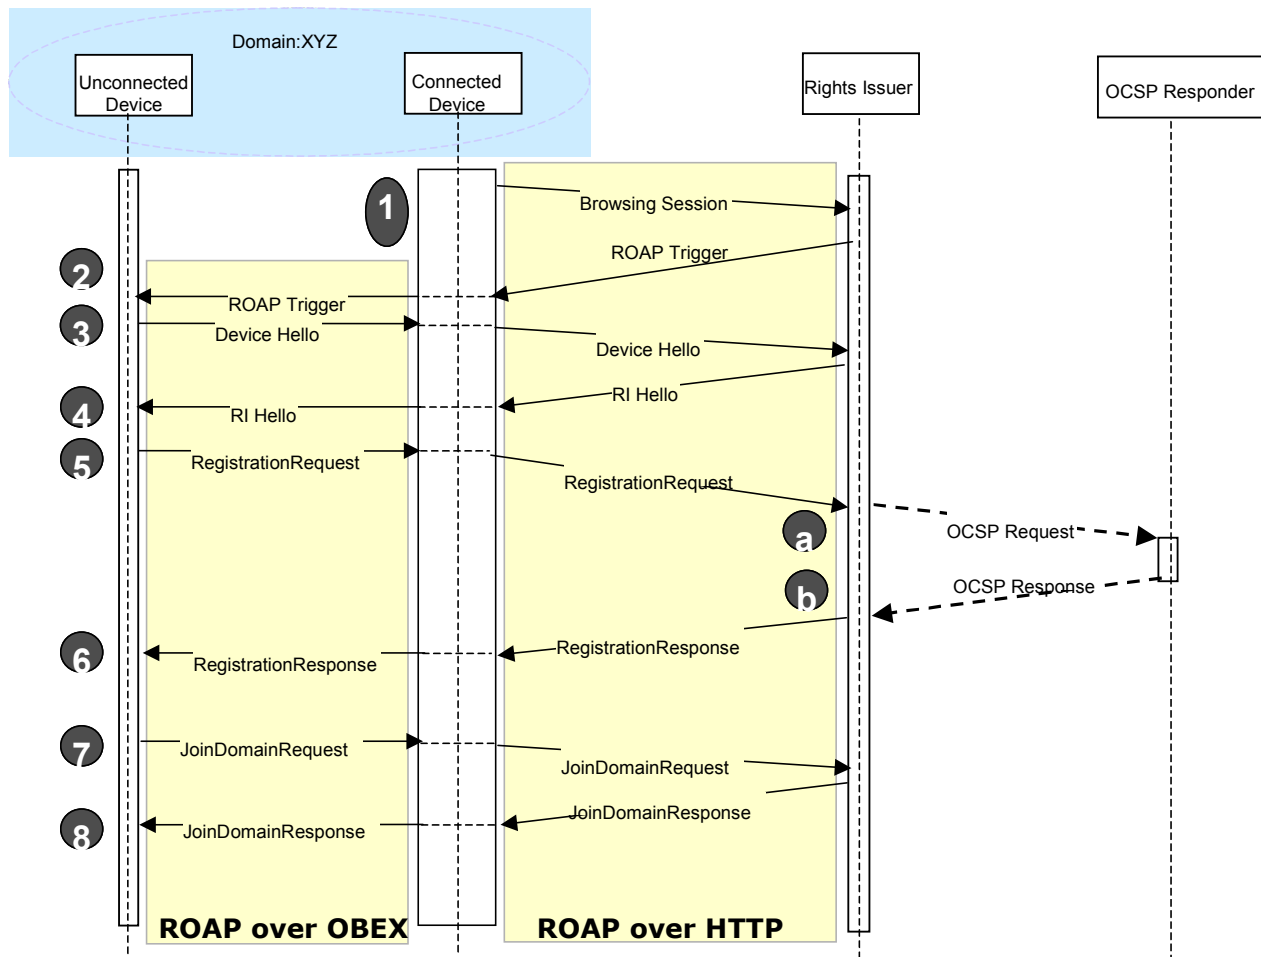 Domain:XYZ
Unconnected
Device
Connected
Device
Rights Issuer
OCSP Responder
1
Browsing Session
ROAP Trigger
2
ROAP Trigger
3
Device Hello
Device Hello
4
RI Hello
RI Hello
5
RegistrationRequest
RegistrationRequest
a
OCSP Request
b
OCSP Response
6
RegistrationResponse
RegistrationResponse
7
JoinDomainRequest
JoinDomainRequest
8
JoinDomainResponse
JoinDomainResponse
ROAP over OBEX
ROAP over HTTP